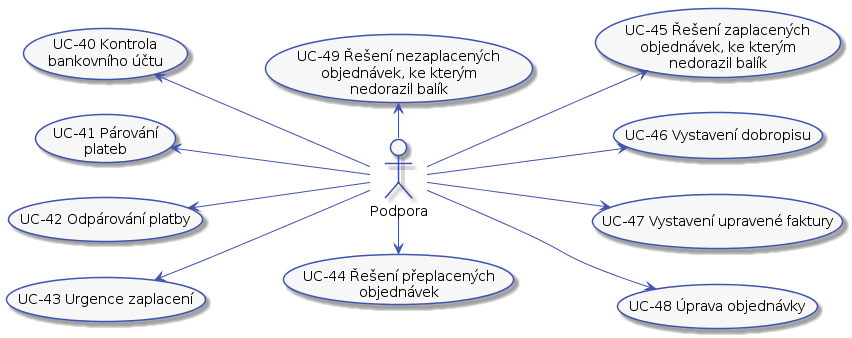 UC-40 Kontrola
bankovního účtu
UC-41 Párování
plateb
UC-42 Odpárování platby
UC-43 Urgence zaplacení
UC-49 Řešení nezaplacených
objednávek, ke kterým
nedorazil balík
Podpora
UC-44 Řešení přeplacených
objednávek
UC-45 Řešení zaplacených
objednávek, ke kterým
nedorazil balík
UC-46 Vystavení dobropisu
UC-47 Vystavení upravené faktury
UC-48 Úprava objednávky